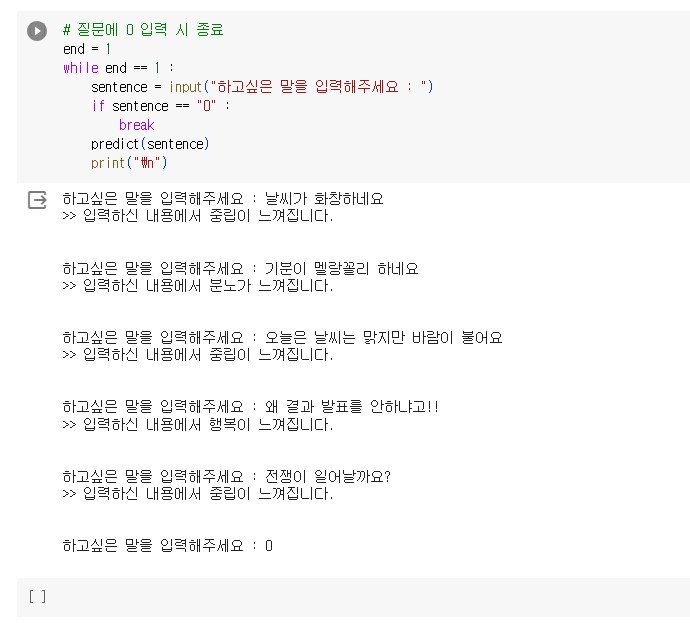 # 질문에 0 입력 시 종료
end = 1
while end == 1 :
    sentence = input("하고싶은 말을 입력해주세요 : ")
    if sentence == "0" :
        break
    predict(sentence)
    print("₩n")
하고싶은 말을 입력해주세요 : 날씨가 화창하네요
>> 입력하신 내용에서 중립이 느껴집니다.
하고싶은 말을 입력해주세요 : 기분이 멜랑꼴리 하네요
>> 입력하신 내용에서 분노가 느껴집니다.
하고싶은 말을 입력해주세요 : 오늘은 날씨는 맑지만 바람이 불어요
>> 입력하신 내용에서 중립이 느껴집니다.
하고싶은 말을 입력해주세요 : 왜 결과 발표를 안하냐고!!
>> 입력하신 내용에서 행복이 느껴집니다.
하고싶은 말을 입력해주세요 : 전쟁이 일어날까요?
>> 입력하신 내용에서 중립이 느껴집니다.
하고싶은 말을 입력해주세요 : 0
[ ]